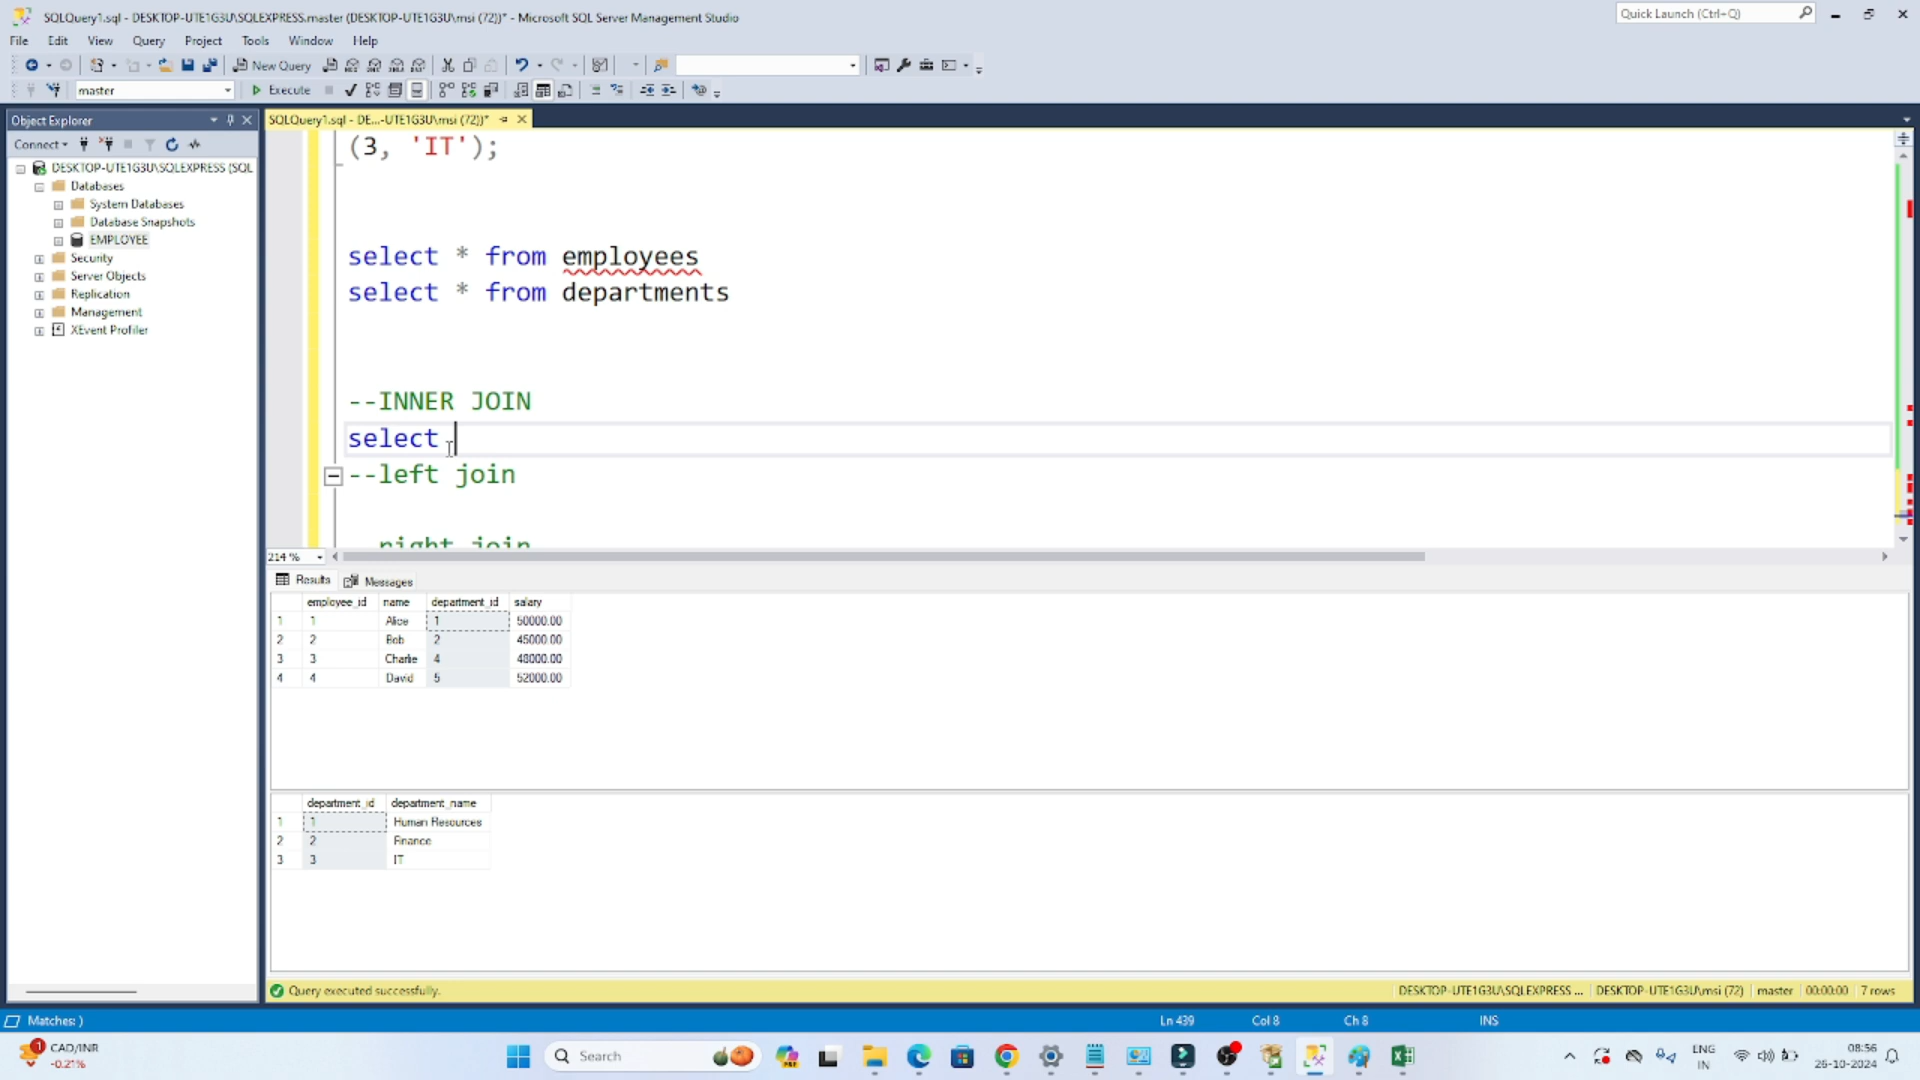 SQLQuery1.sql - DESKTOP-UTE1G3U\SQLEXPRESS.master (DESKTOP-UTE1G3U\msi (72))* - Microsoft SQL Server Management Studio
Quick Launch (Ctrl+Q)
File Edit View Query Project Tools Window Help
New Query
master Execute
Object Explorer
SQLQuery1.sql - DE...-UTE1G3U\msi (72))*
Connect
DESKTOP-UTE1G3U\SQLEXPRESS (SQL
Databases
System Databases
Database Snapshots
EMPLOYEE
Security
Server Objects
Replication
Management
XEvent Profiler
(3, 'IT');
select * from employees
select * from departments
--INNER JOIN
select
--left join
right join
214 %
Results Messages
employee_id name department_id salary
1 1 Alice 1 50000.00
2 2 Bob 2 45000.00
3 3 Charlie 4 48000.00
4 4 David 5 52000.00
department_id department_name
1 1 Human Resources
2 2 Finance
3 3 IT
Query executed successfully.
DESKTOP-UTE1G3U\SQLEXPRESS ... DESKTOP-UTE1G3U\msi (72) master 00:00:00 7 rows
Matches: )
Ln 439 Col 8 Ch 8 INS
1
CAD/INR
-0.21%
Search
ENG
IN
08:56
26-10-2024